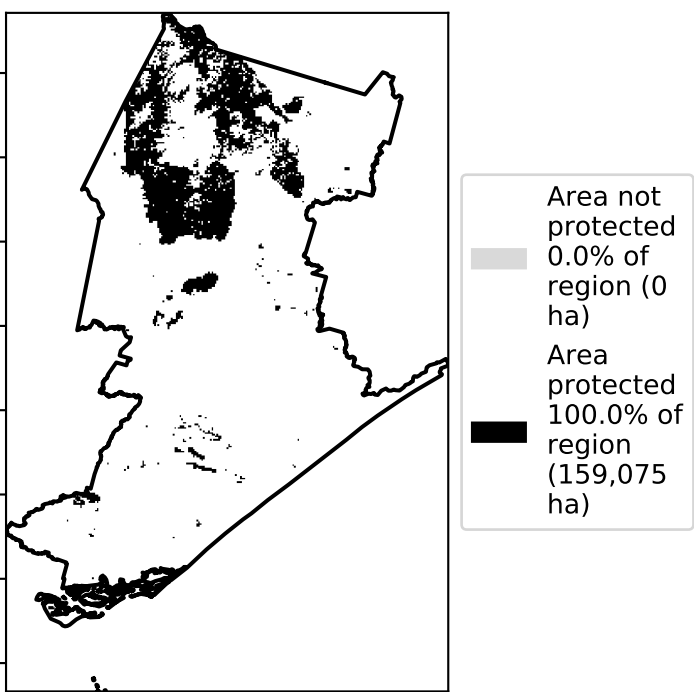 Area not
protected
0.0% of
region (0
ha)
Area
protected
100.0% of
region
(159,075
ha)